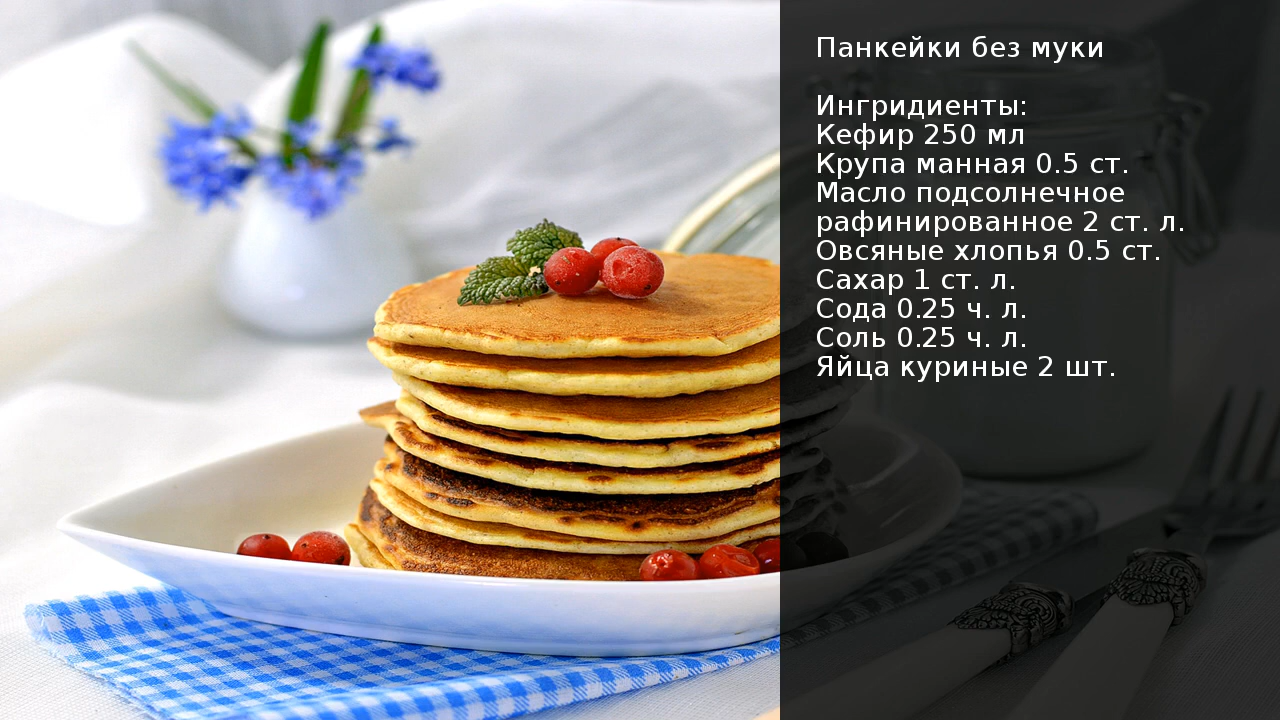 Панкейки без муки
Ингридиенты:
Кефир 250 мл
Крупа манная 0.5 ст.
Масло подсолнечное
рафинированное 2 ст. л.
Овсяные хлопья 0.5 ст.
Сахар 1 ст. л.
Сода 0.25 ч. л.
Соль 0.25 ч. л.
Яйца куриные 2 шт.